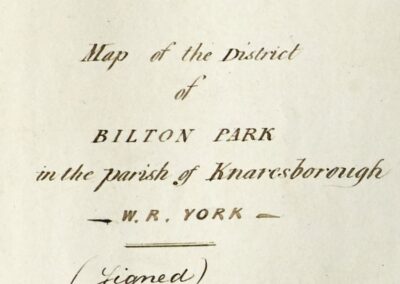 Map of the District
of
BILTON PARK
in the parish of Knaresborough
- W. R. YORK -
(Signed)